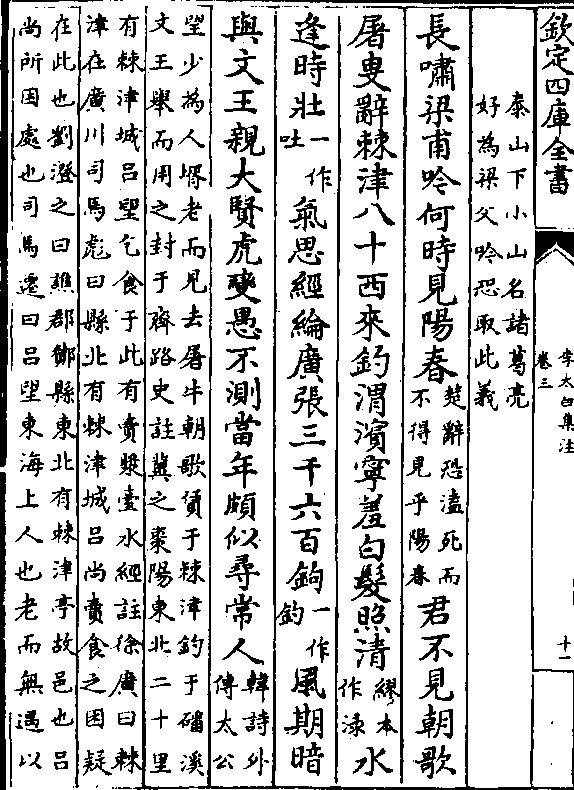 欽定四庫全書
李太白集注
卷三
十一
泰山下小山名諸葛亮
好為梁父吟恐取此義
長嘯梁甫吟何時見陽春楚辭恐溘死而不得見乎陽春君不見朝歌
屠叟辭棘津八十西來釣渭濱寧羞白髮照清繆本作淥水
逢時壯一作吐氣思經綸廣張三千六百鉤一作釣風期暗
與文王親大賢虎變愚不測當年頗似尋常人韓詩外傳太公
望少為人壻老而見去屠牛朝歌賃于棘津釣于磻溪
文王舉而用之封于齊路史註冀之棗陽東北二十里
有棘津城呂望乞食于此有賣漿臺水經註徐廣曰棘
津在廣川司馬彪曰縣北有棘津城呂尚賣食之困疑
在此也劉澄之曰譙郡鄼縣東北有棘津亭故邑也呂
尚所困處也司馬遷曰呂望東海上人也老而無遇以